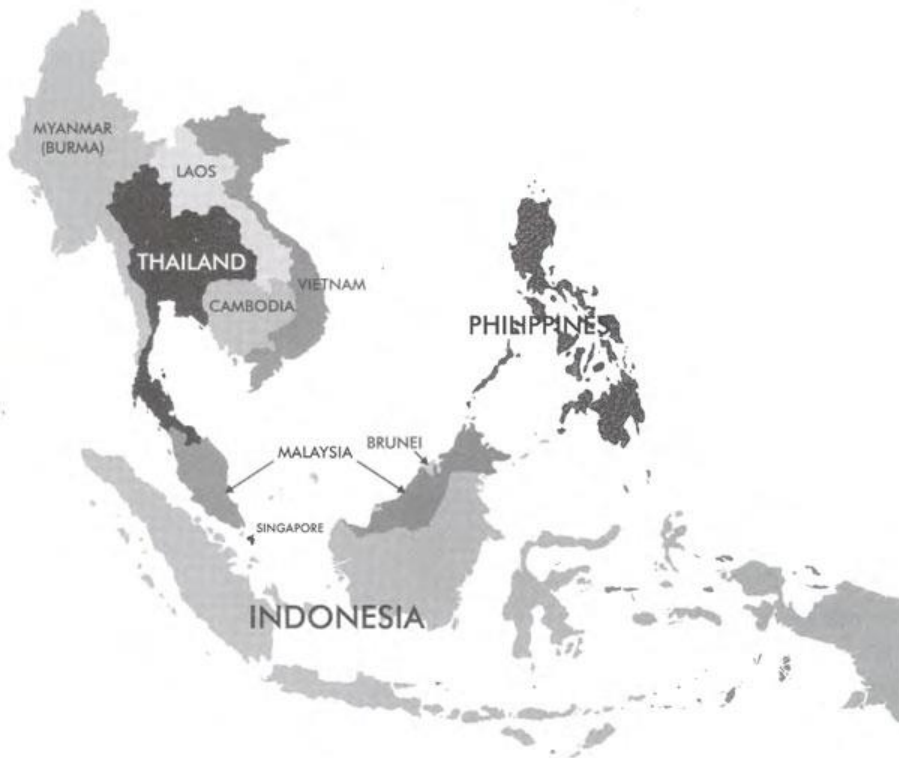 MYANMAR
(BURMA)
LAOS
THAILAND
VIETNAM
CAMBODIA
PHILIPPINES
BRUNEI
MALAYSIA
SINGAPORE
INDONESIA